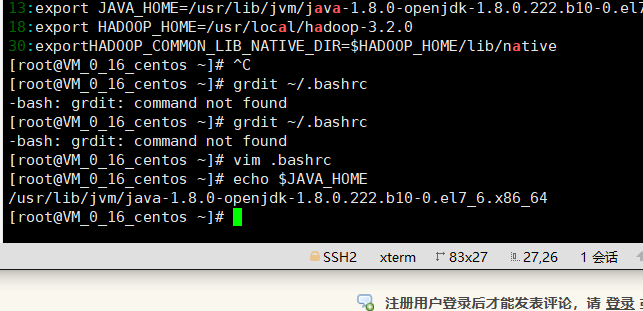 13:export JAVA_HOME=/usr/lib/jvm/java-1.8.0-openjdk-1.8.0.222.b10-0.el7
18:export HADOOP_HOME=/usr/local/hadoop-3.2.0
30:exportHADOOP_COMMON_LIB_NATIVE_DIR=$HADOOP_HOME/lib/native
[root@VM_0_16_centos ~]# ^C
[root@VM_0_16_centos ~]# grdit ~/.bashrc
-bash: grdit: command not found
[root@VM_0_16_centos ~]# grdit ~/.bashrc
-bash: grdit: command not found
[root@VM_0_16_centos ~]# vim .bashrc
[root@VM_0_16_centos ~]# echo $JAVA_HOME
/usr/lib/jvm/java-1.8.0-openjdk-1.8.0.222.b10-0.el7_6.x86_64
[root@VM_0_16_centos ~]#
SSH2 xterm 83x27 27,26 1 会话
注册用户登录后才能发表评论，请 登录